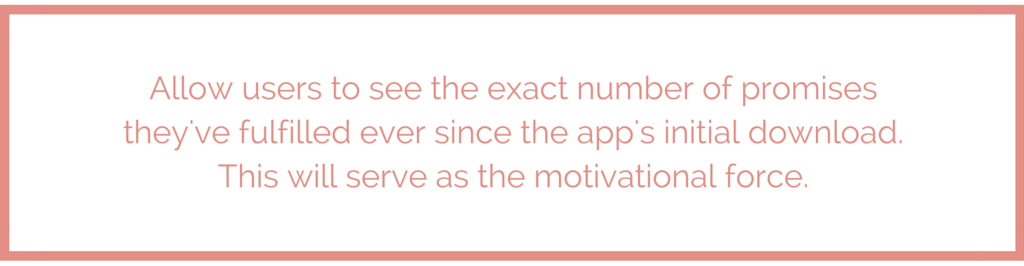 Allow users to see the exact number of promises
they've fulfilled ever since the app's initial download.
This will serve as the motivational force.